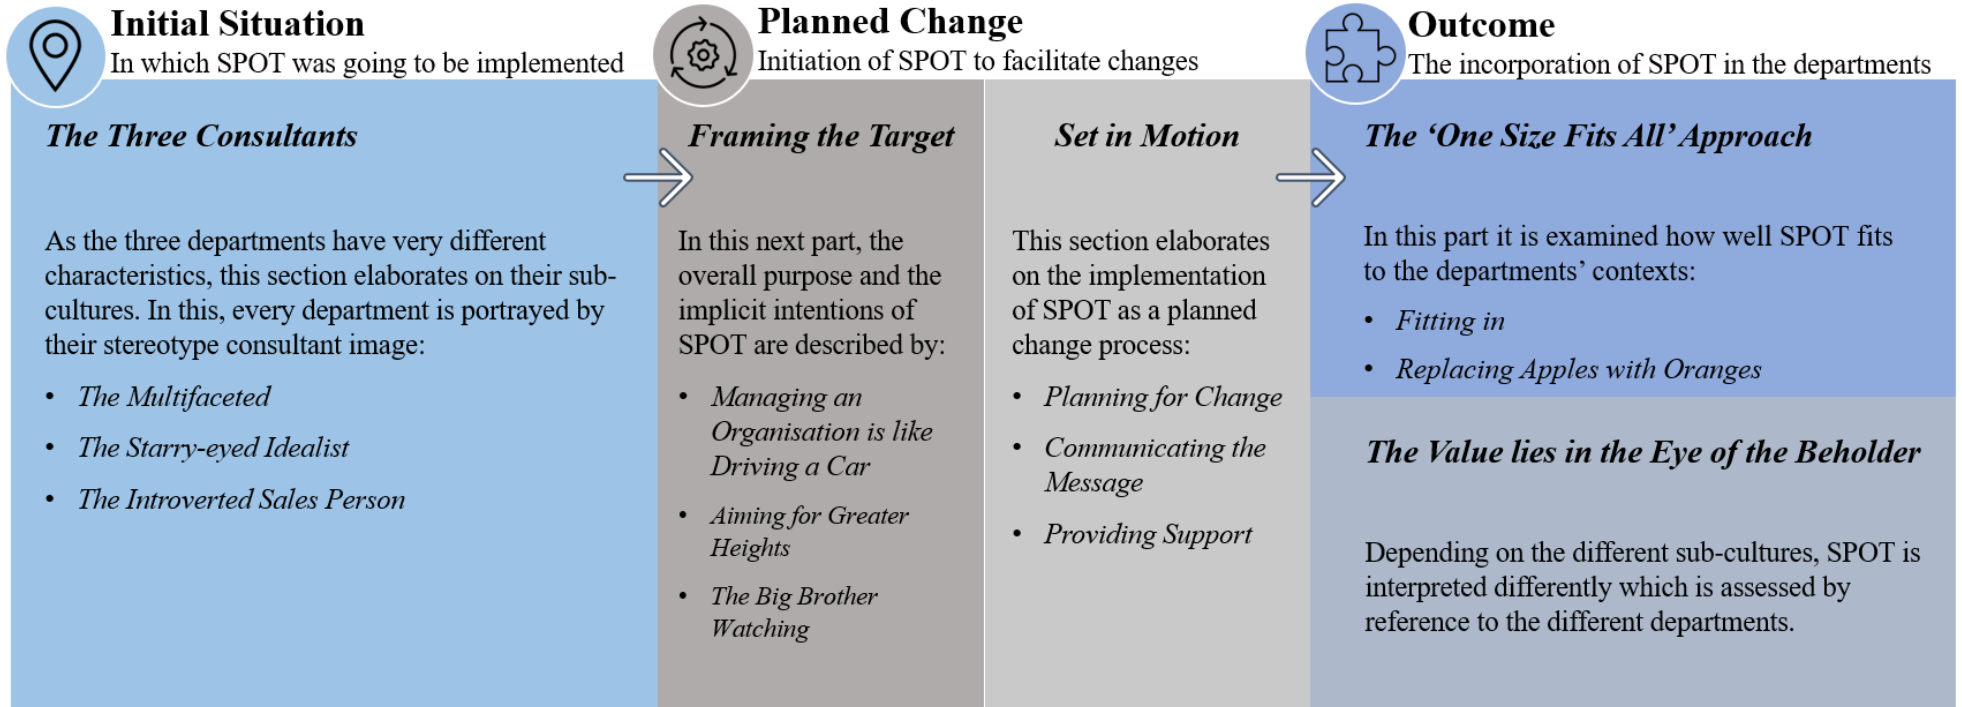 Initial Situation
In which SPOT was going to be implemented
The Three Consultants
As the three departments have very different
characteristics, this section elaborates on their sub-
cultures. In this, every department is portrayed by
their stereotype consultant image:
• The Multifaceted
• The Starry-eyed Idealist
• The Introverted Sales Person
Planned Change
Initiation of SPOT to facilitate changes
Framing the Target
In this next part, the
overall purpose and the
implicit intentions of
SPOT are described by:
• Managing an
Organisation is like
Driving a Car
• Aiming for Greater
Heights
• The Big Brother
Watching
Set in Motion
This section elaborates
on the implementation
of SPOT as a planned
change process:
• Planning for Change
• Communicating the
Message
• Providing Support
Outcome
The incorporation of SPOT in the departments
The ‘One Size Fits All’ Approach
In this part it is examined how well SPOT fits
to the departments’ contexts:
• Fitting in
• Replacing Apples with Oranges
The Value lies in the Eye of the Beholder
Depending on the different sub-cultures, SPOT is
interpreted differently which is assessed by
reference to the different departments.